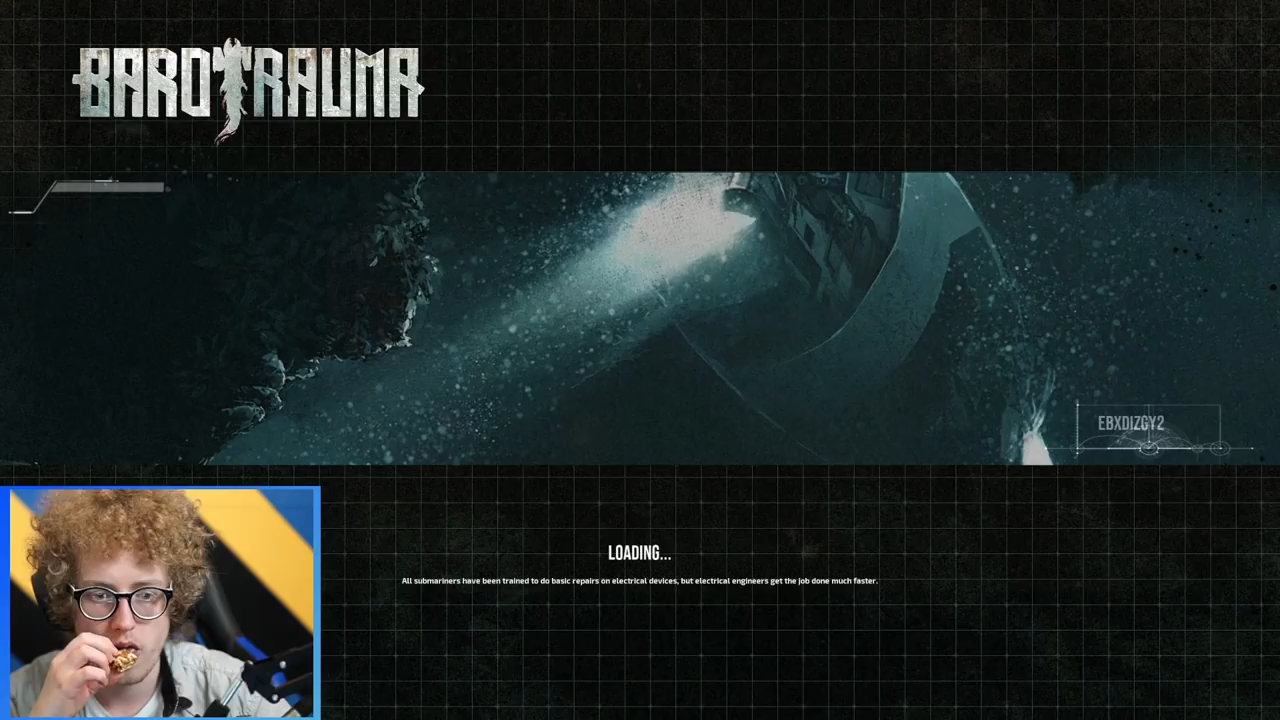 BAROTRAUMA
EBXDIZGY2
LOADING...
All submariners have been trained to do basic repairs on electrical devices, but electrical engineers get the job done much faster.